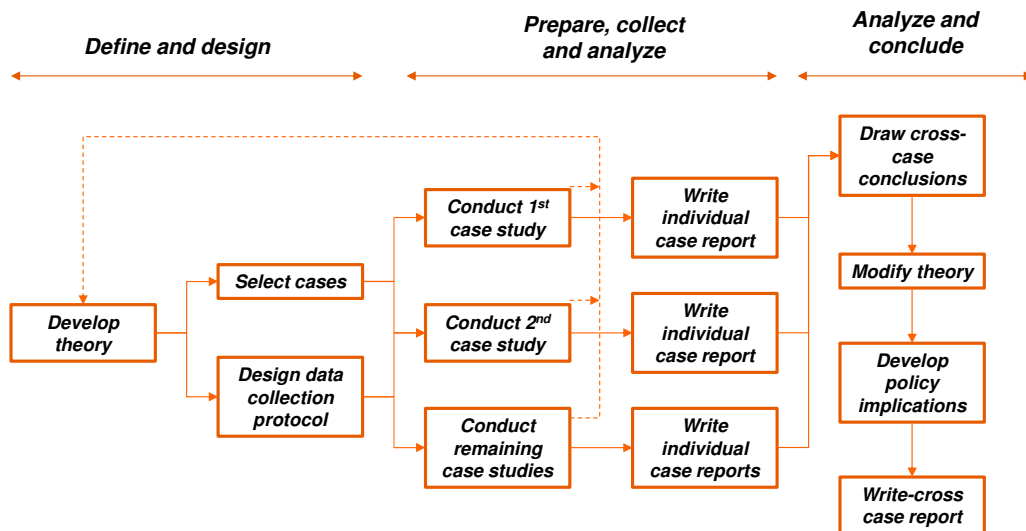 Define and design
Prepare, collect
and analyze
Analyze and
conclude
Develop
theory
Select cases
Design data
collection
protocol
Conduct 1st
case study
Conduct 2nd
case study
Conduct
remaining
case studies
Write
individual
case report
Write
individual
case report
Write
individual
case reports
Draw cross-
case
conclusions
Modify theory
Develop
policy
implications
Write-cross
case report